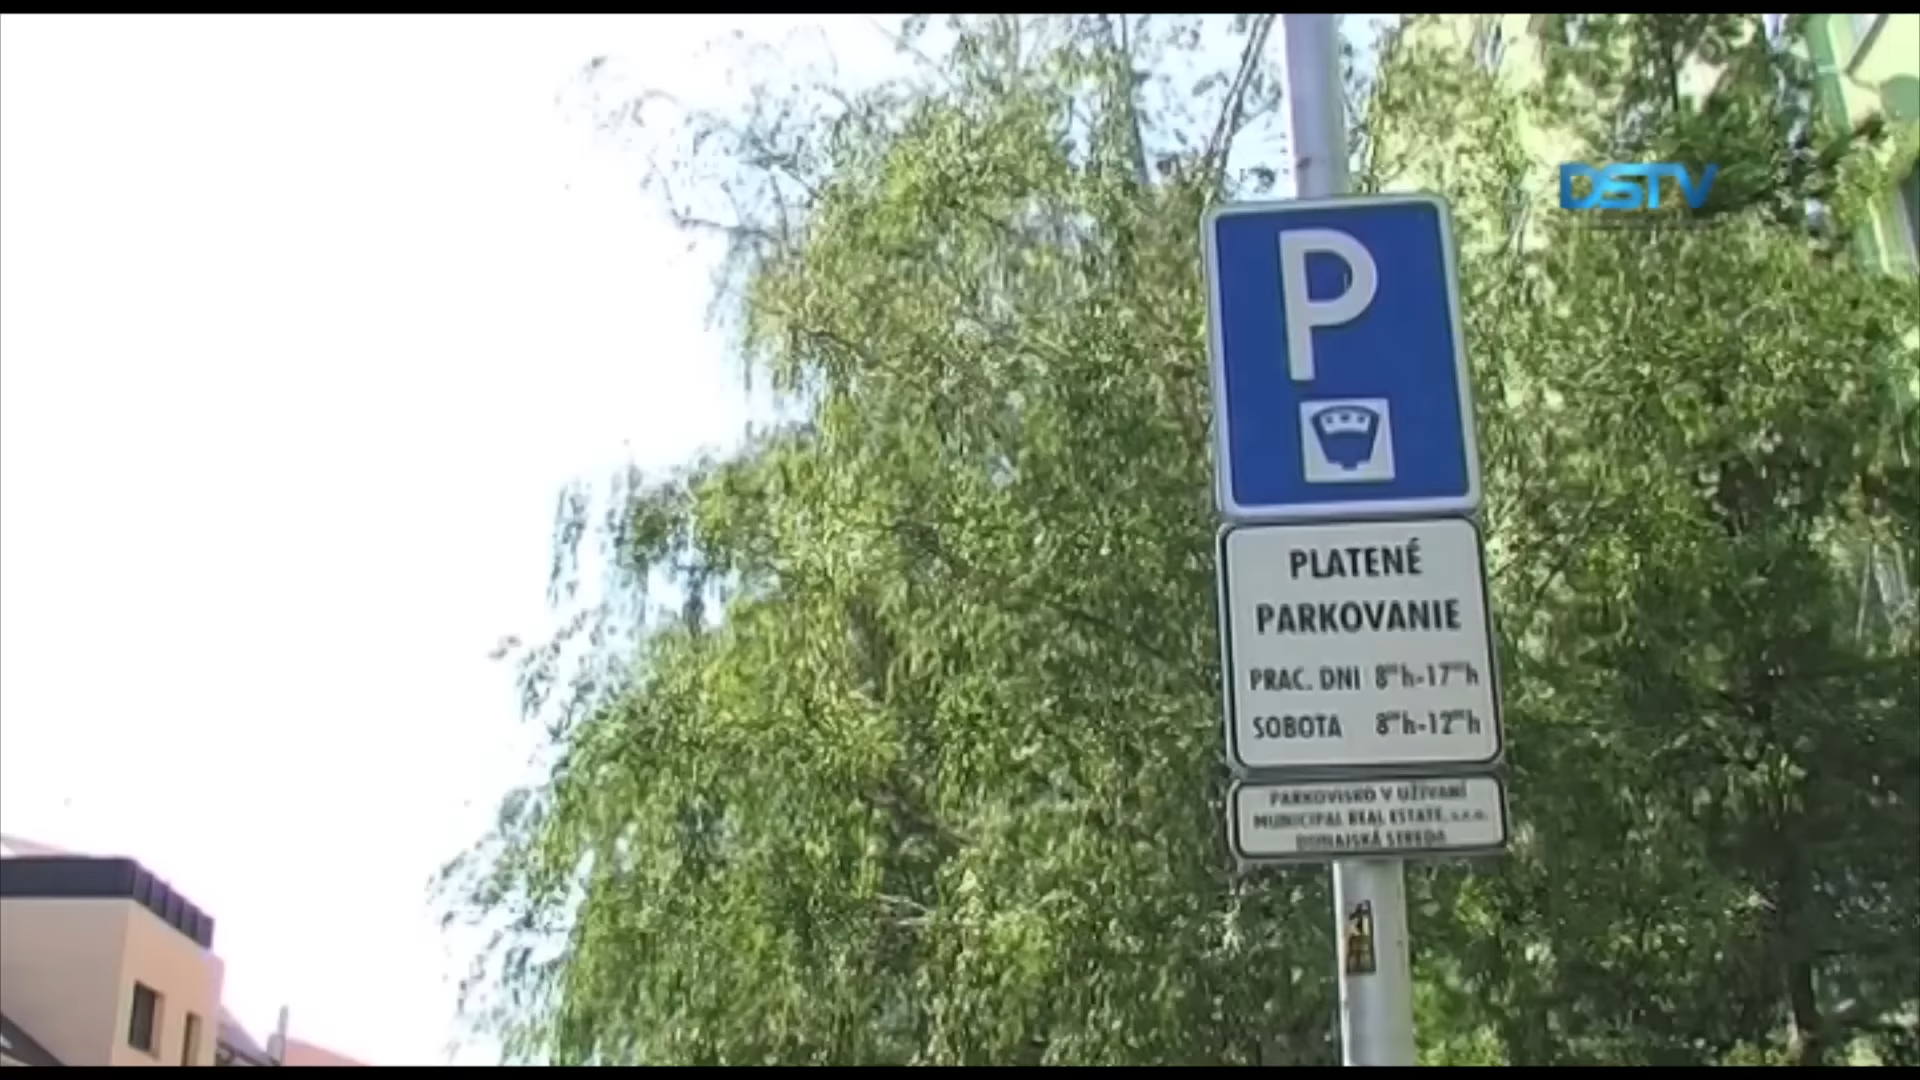 DSTV
P
PLATENÉ
PARKOVANIE
PRAC. DNI 8⁰⁰h-17⁰⁰h
SOBOTA 8⁰⁰h-12⁰⁰h
PARKOVISKO V UŽÍVANÍ
MUNICIPAL REAL ESTATE, s.r.o.
DUNAJSKÁ STREDA